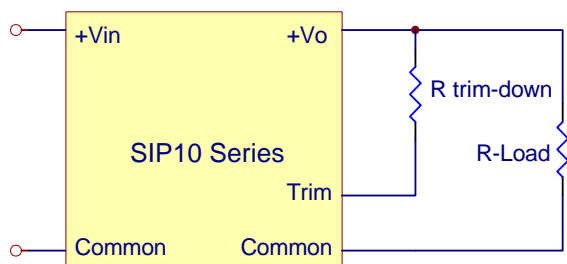 +Vin
+Vo
R trim-down
SIP10 Series
R-Load
Trim
Common
Common